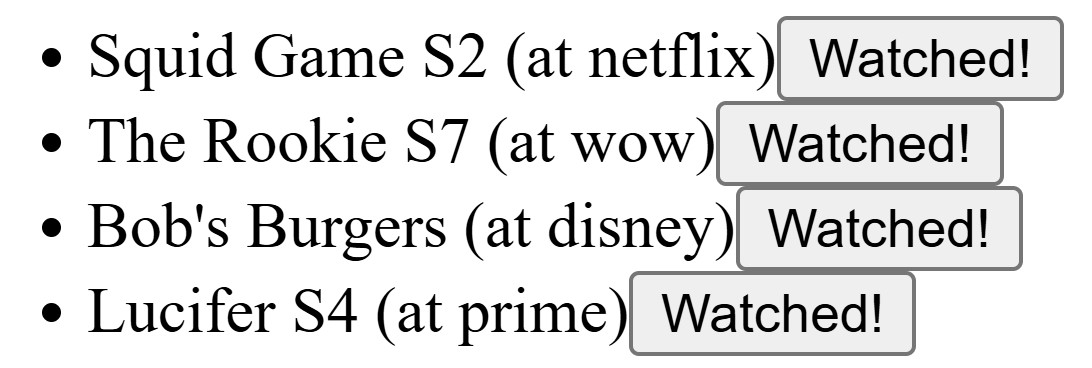 Squid Game S2 (at netflix) Watched!
The Rookie S7 (at wow) Watched!
Bob's Burgers (at disney) Watched!
Lucifer S4 (at prime) Watched!